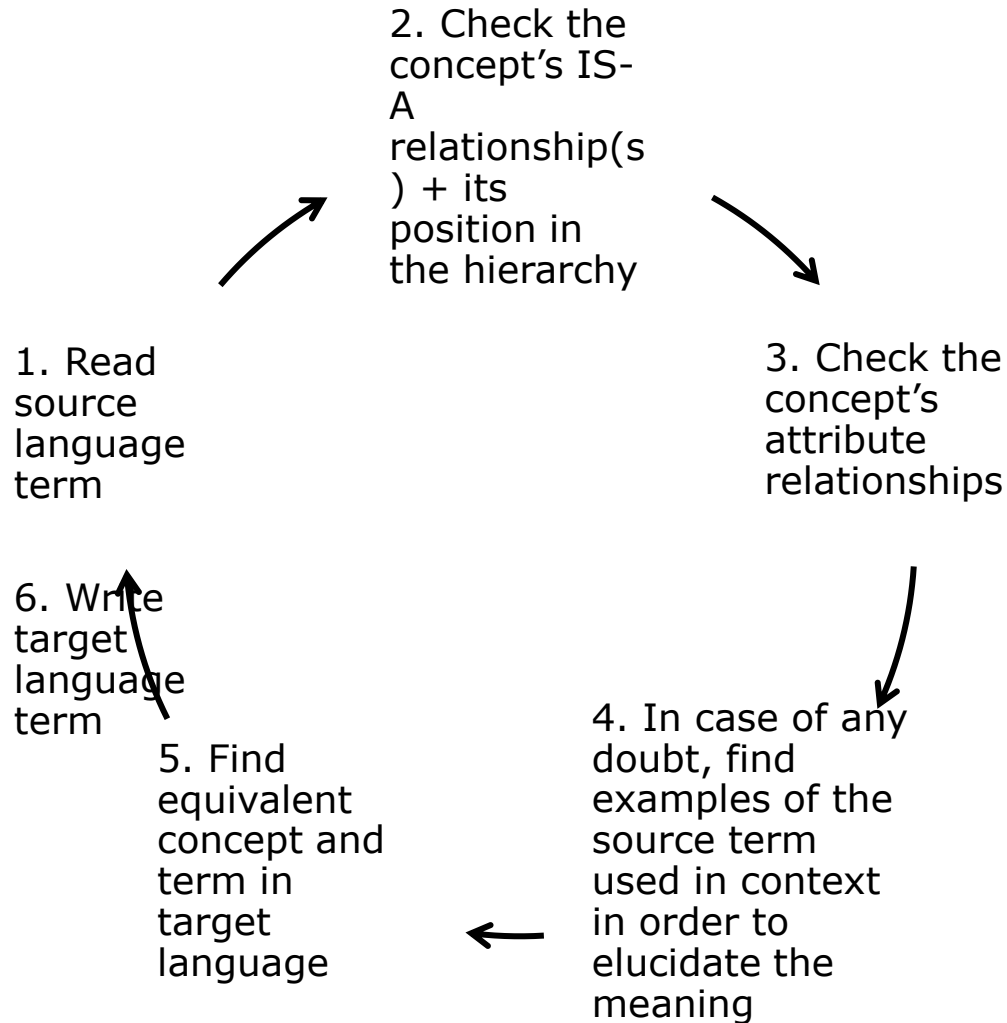 1. Read
source
language
term
2. Check the
concept’s IS-
A
relationship(s
) + its
position in
the hierarchy
3. Check the
concept’s
attribute
relationships
4. In case of any
doubt, find
examples of the
source term
used in context
in order to
elucidate the
meaning
5. Find
equivalent
concept and
term in
target
language
6. Write
target
language
term